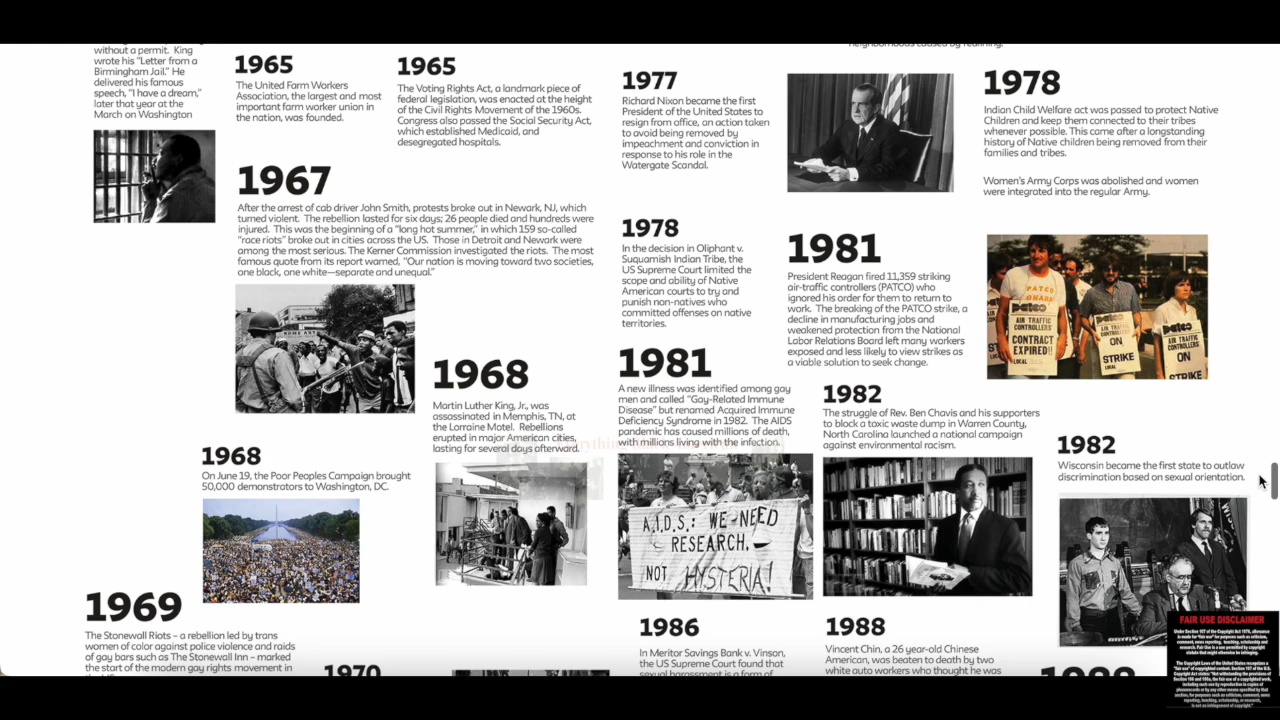 neighborhoods caused by redlining.
without a permit. King
wrote his "Letter from a
Birmingham Jail." He
delivered his famous
speech, "I have a dream,"
later that year at the
March on Washington
1965
The United Farm Workers
Association, the largest and most
important farm worker union in
the nation, was founded.
1965
The Voting Rights Act, a landmark piece of
federal legislation, was enacted at the height
of the Civil Rights Movement of the 1960s.
Congress also passed the Social Security Act,
which established Medicaid, and
desegregated hospitals.
1967
After the arrest of cab driver John Smith, protests broke out in Newark, NJ, which
turned violent. The rebellion lasted for six days; 26 people died and hundreds were
injured. This was the beginning of a "long hot summer," in which 159 so-called
"race riots" broke out in cities across the US. Those in Detroit and Newark were
among the most serious. The Kerner Commission investigated the riots. The most
famous quote from its report warned, "Our nation is moving toward two societies,
one black, one white—separate and unequal."
1968
Martin Luther King, Jr., was
assassinated in Memphis, TN, at
the Lorraine Motel. Rebellions
erupted in major American cities,
lasting for several days afterward.
1968
On June 19, the Poor Peoples Campaign brought
50,000 demonstrators to Washington, DC.
1969
The Stonewall Riots – a rebellion led by trans
women of color against police violence and raids
of gay bars such as The Stonewall Inn – marked
the start of the modern gay rights movement in
1970
1977
Richard Nixon became the first
President of the United States to
resign from office, an action taken
to avoid being removed by
impeachment and conviction in
response to his role in the
Watergate Scandal.
1978
Indian Child Welfare act was passed to protect Native
Children and keep them connected to their tribes
whenever possible. This came after a longstanding
history of Native children being removed from their
families and tribes.
Women's Army Corps was abolished and women
were integrated into the regular Army.
1978
In the decision in Oliphant v.
Suquamish Indian Tribe, the
US Supreme Court limited the
scope and ability of Native
American courts to try and
punish non-natives who
committed offenses on native
territories.
1981
President Reagan fired 11,359 striking
air-traffic controllers (PATCO) who
ignored his order for them to return to
work. The breaking of the PATCO strike, a
decline in manufacturing jobs and
weakened protection from the National
Labor Relations Board left many workers
exposed and less likely to view strikes as
a viable solution to seek change.
PATCO
AIR TRAFFIC
CONTROLLERS
CONTRACT
EXPIRED!!
LOCAL
patco
AIR TRAFFIC
CONTROLLERS
ON
STRIKE
patco
AIR TRAFFIC
CONTROLLERS
ON
STRIKE
1981
A new illness was identified among gay
men and called "Gay-Related Immune
Disease" but renamed Acquired Immune
Deficiency Syndrome in 1982. The AIDS
pandemic has caused millions of death,
with millions living with the infection.
A.I.D.S.: WE NEED
RESEARCH,
NOT HYSTERIA!
1982
The struggle of Rev. Ben Chavis and his supporters
to block a toxic waste dump in Warren County,
North Carolina launched a national campaign
against environmental racism.
1982
Wisconsin became the first state to outlaw
discrimination based on sexual orientation.
1986
In Meritor Savings Bank v. Vinson,
the US Supreme Court found that
sexual harassment is a form of
1988
Vincent Chin, a 26 year-old Chinese
American, was beaten to death by two
white auto workers who thought he was
FAIR USE DISCLAIMER